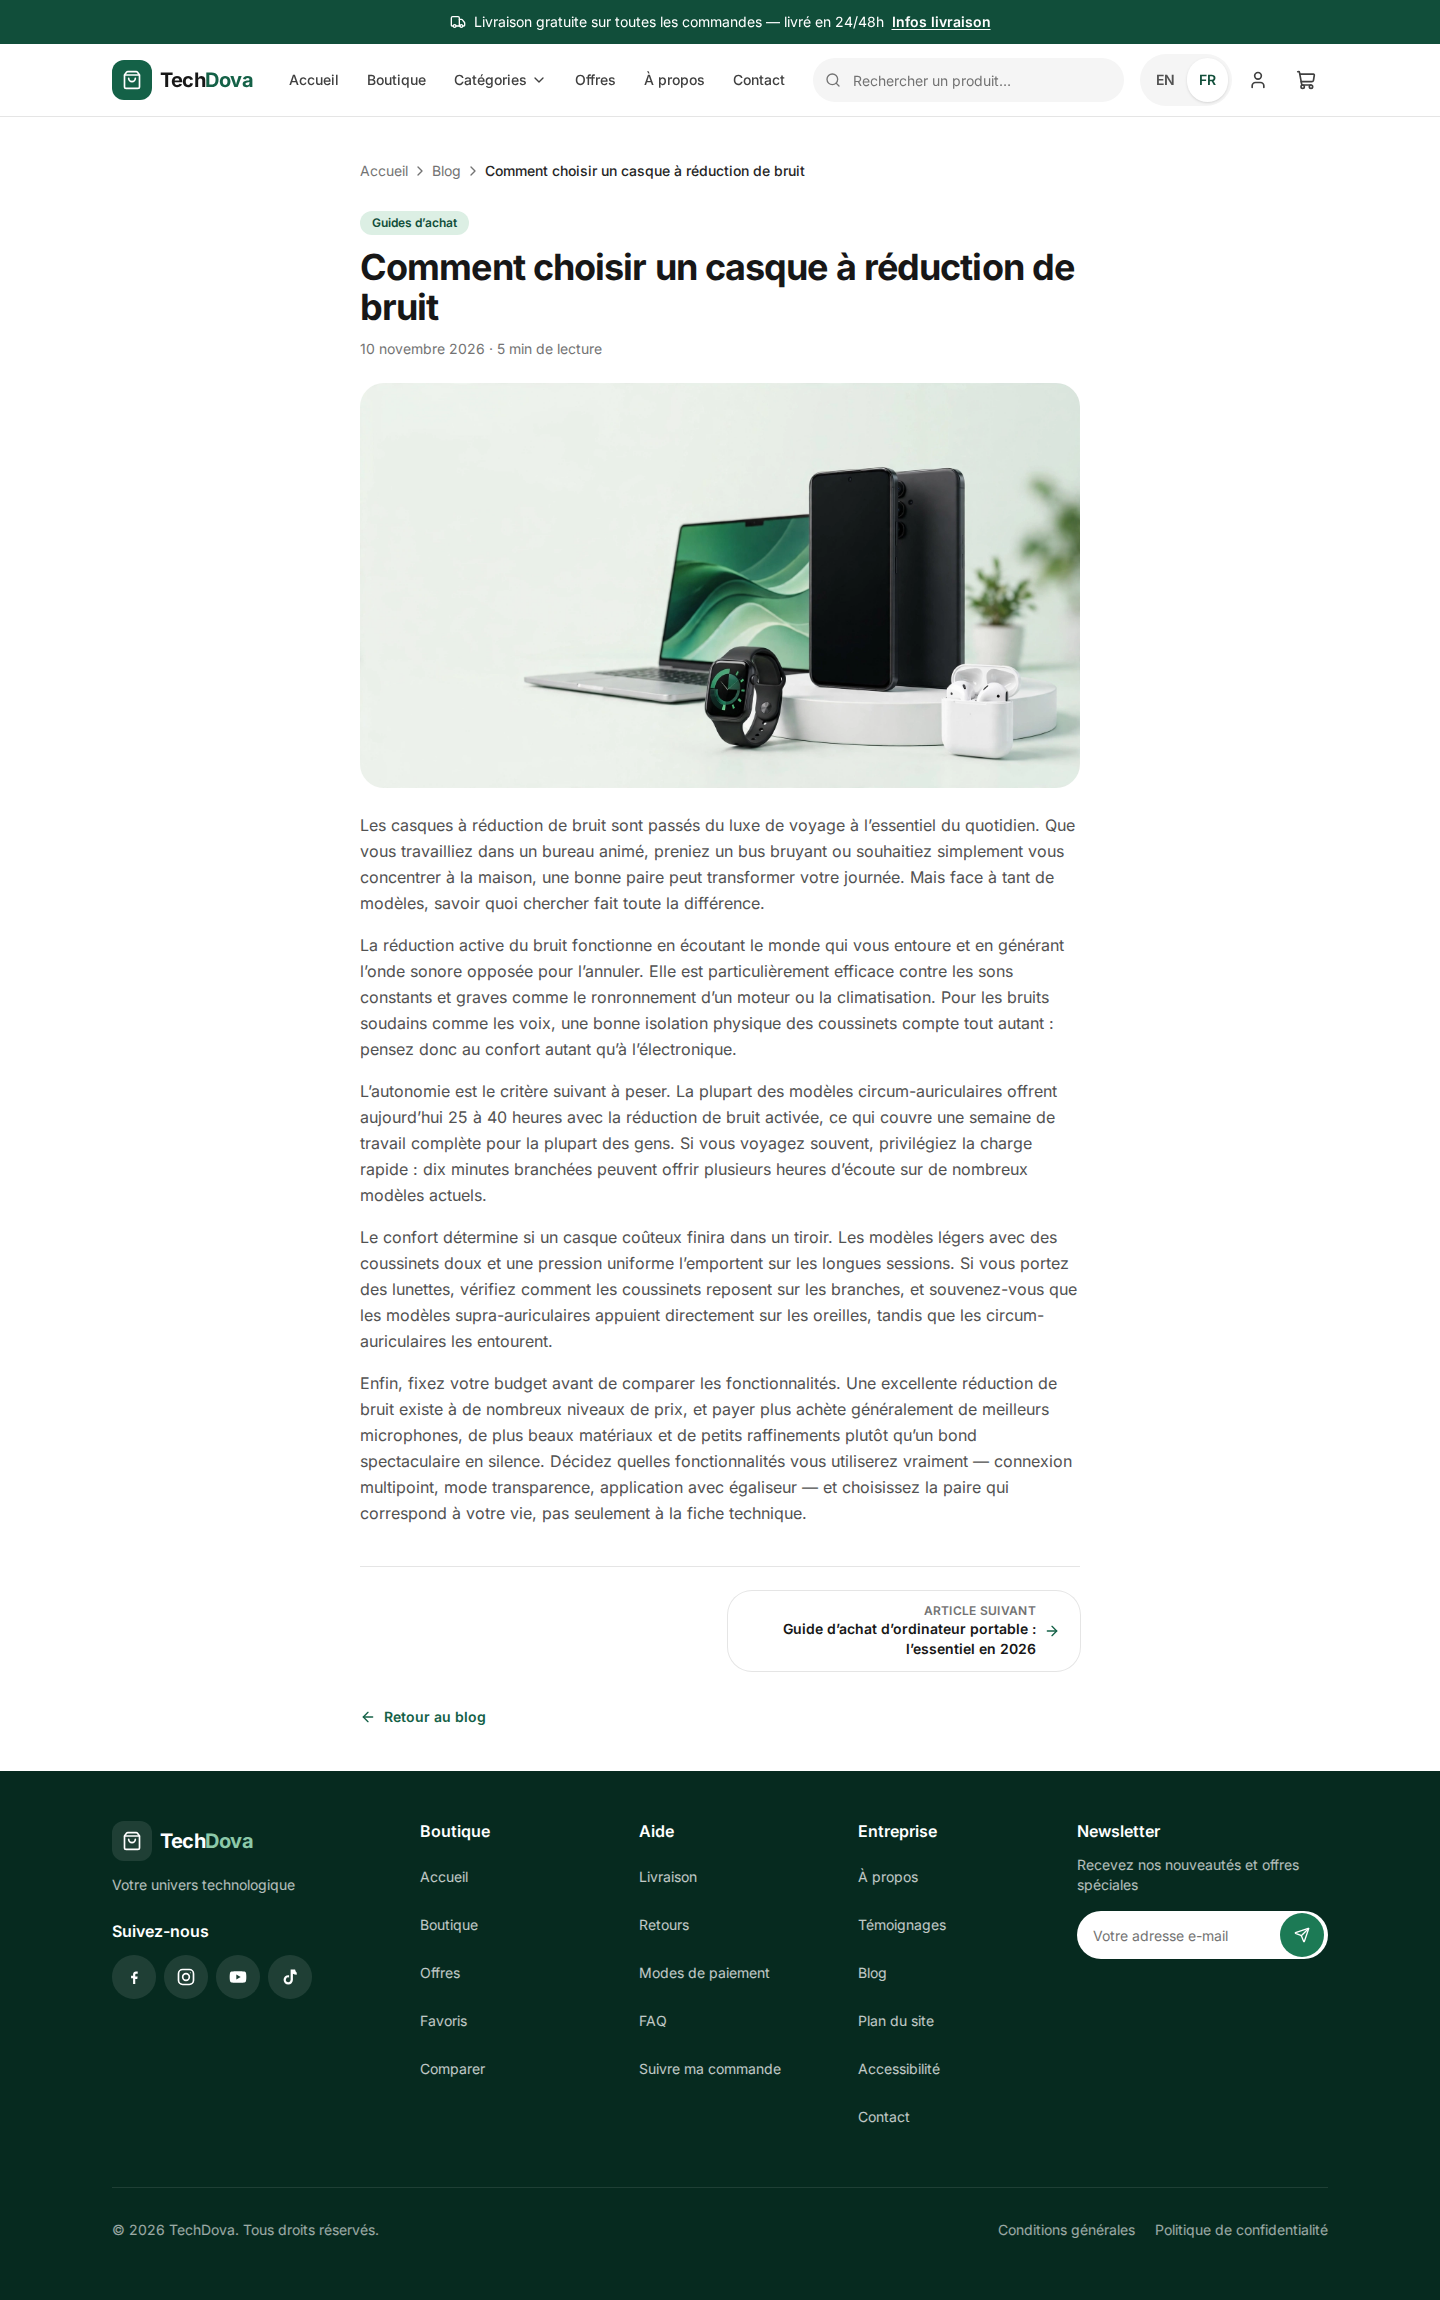 Livraison gratuite sur toutes les commandes — livré en 24/48h Infos livraison
TechDova Accueil Boutique Catégories Offres À propos Contact Rechercher un produit... EN FR
Accueil > Blog > Comment choisir un casque à réduction de bruit
Guides d’achat
Comment choisir un casque à réduction de
bruit
10 novembre 2026 · 5 min de lecture
Les casques à réduction de bruit sont passés du luxe de voyage à l’essentiel du quotidien. Que
vous travailliez dans un bureau animé, preniez un bus bruyant ou souhaitiez simplement vous
concentrer à la maison, une bonne paire peut transformer votre journée. Mais face à tant de
modèles, savoir quoi chercher fait toute la différence.
La réduction active du bruit fonctionne en écoutant le monde qui vous entoure et en générant
l’onde sonore opposée pour l’annuler. Elle est particulièrement efficace contre les sons
constants et graves comme le ronronnement d’un moteur ou la climatisation. Pour les bruits
soudains comme les voix, une bonne isolation physique des coussinets compte tout autant :
pensez donc au confort autant qu’à l’électronique.
L’autonomie est le critère suivant à peser. La plupart des modèles circum-auriculaires offrent
aujourd’hui 25 à 40 heures avec la réduction de bruit activée, ce qui couvre une semaine de
travail complète pour la plupart des gens. Si vous voyagez souvent, privilégiez la charge
rapide : dix minutes branchées peuvent offrir plusieurs heures d’écoute sur de nombreux
modèles actuels.
Le confort détermine si un casque coûteux finira dans un tiroir. Les modèles légers avec des
coussinets doux et une pression uniforme l’emportent sur les longues sessions. Si vous portez
des lunettes, vérifiez comment les coussinets reposent sur les branches, et souvenez-vous que
les modèles supra-auriculaires appuient directement sur les oreilles, tandis que les circum-
auriculaires les entourent.
Enfin, fixez votre budget avant de comparer les fonctionnalités. Une excellente réduction de
bruit existe à de nombreux niveaux de prix, et payer plus achète généralement de meilleurs
microphones, de plus beaux matériaux et de petits raffinements plutôt qu’un bond
spectaculaire en silence. Décidez quelles fonctionnalités vous utiliserez vraiment — connexion
multipoint, mode transparence, application avec égaliseur — et choisissez la paire qui
correspond à votre vie, pas seulement à la fiche technique.
ARTICLE SUIVANT
Guide d’achat d’ordinateur portable :
l’essentiel en 2026
Retour au blog
TechDova
Votre univers technologique
Suivez-nous
Boutique
Accueil
Boutique
Offres
Favoris
Comparer
Aide
Livraison
Retours
Modes de paiement
FAQ
Suivre ma commande
Entreprise
À propos
Témoignages
Blog
Plan du site
Accessibilité
Contact
Newsletter
Recevez nos nouveautés et offres
spéciales
Votre adresse e-mail
© 2026 TechDova. Tous droits réservés.
Conditions générales Politique de confidentialité